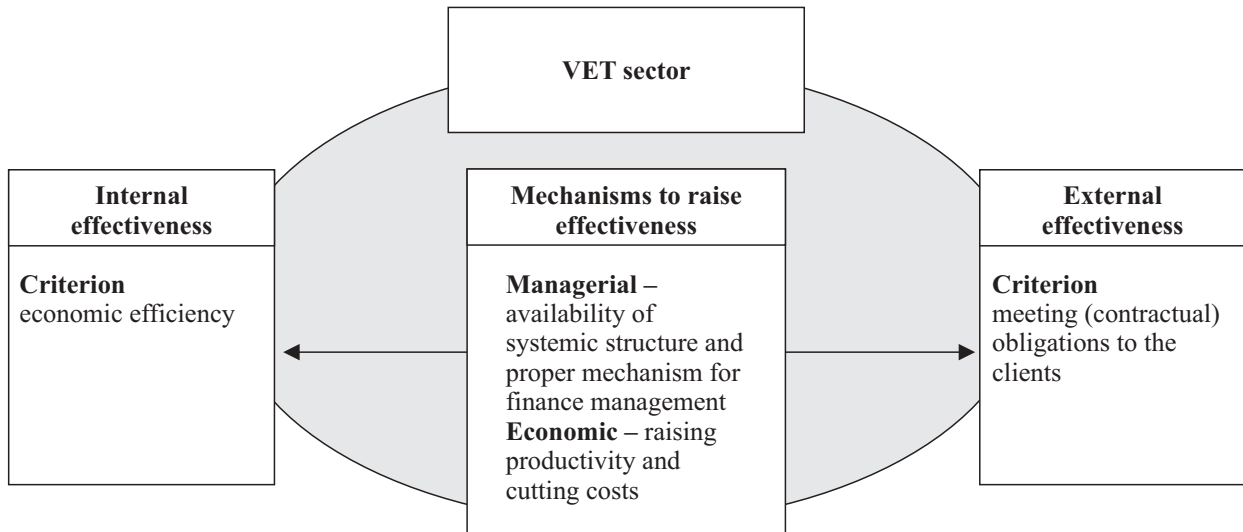 VET sector
Internal
effectiveness
Criterion
economic efficiency
Mechanisms to raise
effectiveness
Managerial –
availability of
systemic structure and
proper mechanism for
finance management
Economic – raising
productivity and
cutting costs
External
effectiveness
Criterion
meeting (contractual)
obligations to the
clients